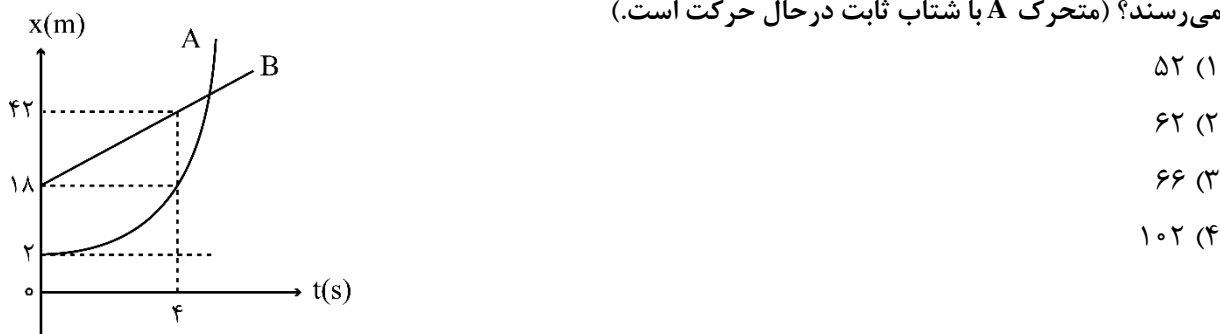 می‌رسند؟ (متحرک A با شتاب ثابت درحال حرکت است.)
۱) ۵۲
۲) ۶۲
۳) ۶۶
۴) ۱۰۲
x(m)
A
B
۴۲
۱۸
۲
۰
۴
t(s)